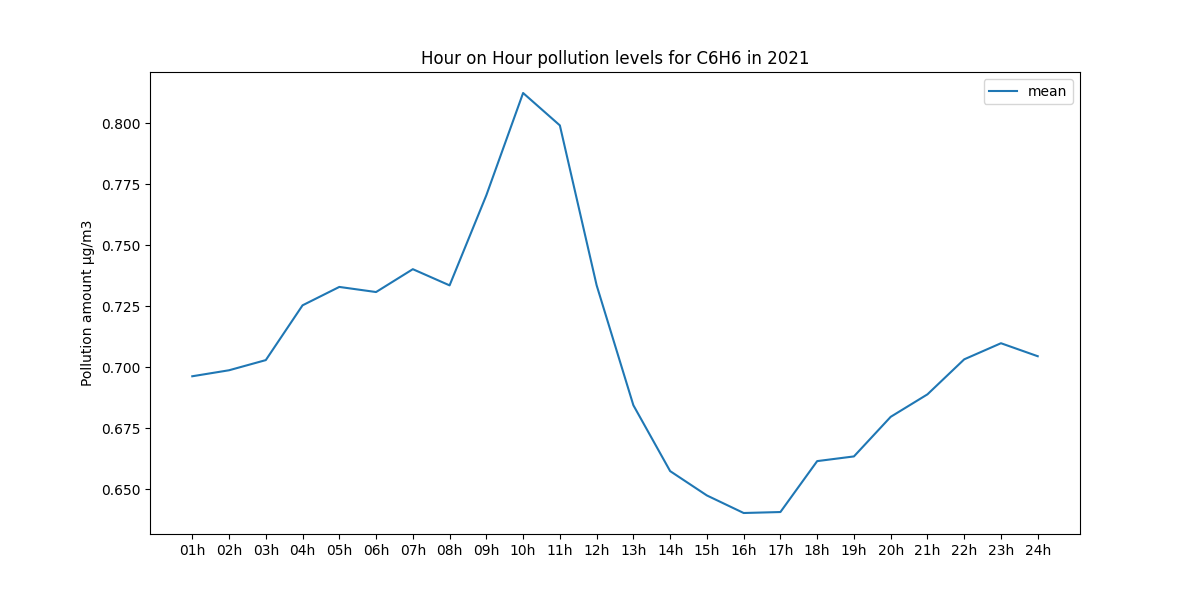 Hour on Hour pollution levels for C6H6 in 2021
mean
Pollution amount µg/m3
0.800
0.775
0.750
0.725
0.700
0.675
0.650
01h 02h 03h 04h 05h 06h 07h 08h 09h 10h 11h 12h 13h 14h 15h 16h 17h 18h 19h 20h 21h 22h 23h 24h